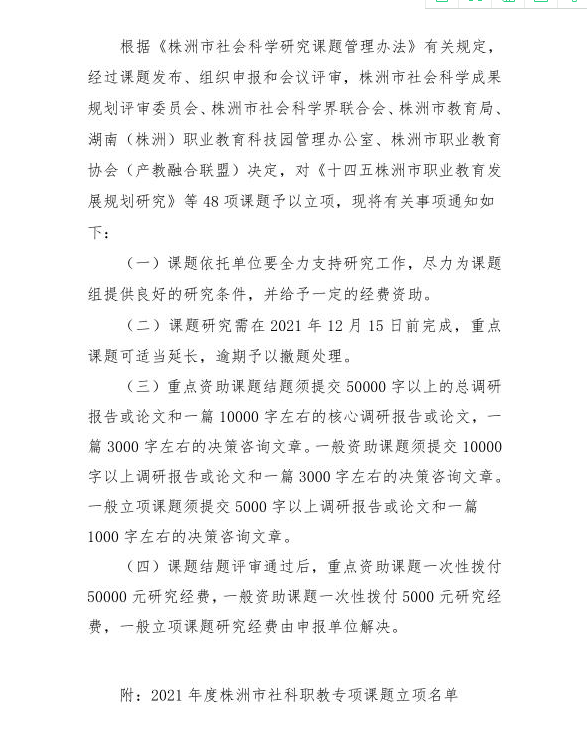 根据《株洲市社会科学研究课题管理办法》有关规定，
经过课题发布、组织申报和会议评审，株洲市社会科学成果
规划评审委员会、株洲市社会科学界联合会、株洲市教育局、
湖南（株洲）职业教育科技园管理办公室、株洲市职业教育
协会（产教融合联盟）决定，对《十四五株洲市职业教育发
展规划研究》等 48 项课题予以立项，现将有关事项通知如
下：
（一）课题依托单位要全力支持研究工作，尽力为课题
组提供良好的研究条件，并给予一定的经费资助。
（二）课题研究需在 2021 年 12 月 15 日前完成，重点
课题可适当延长，逾期予以撤题处理。
（三）重点资助课题结题须提交 50000 字以上的总调研
报告或论文和一篇 10000 字左右的核心调研报告或论文，一
篇 3000 字左右的决策咨询文章。一般资助课题须提交 10000
字以上调研报告或论文和一篇 3000 字左右的决策咨询文章。
一般立项课题须提交 5000 字以上调研报告或论文和一篇
1000 字左右的决策咨询文章。
（四）课题结题评审通过后，重点资助课题一次性拨付
50000 元研究经费，一般资助课题一次性拨付 5000 元研究经
费，一般立项课题研究经费由申报单位解决。
附：2021 年度株洲市社科职教专项课题立项名单